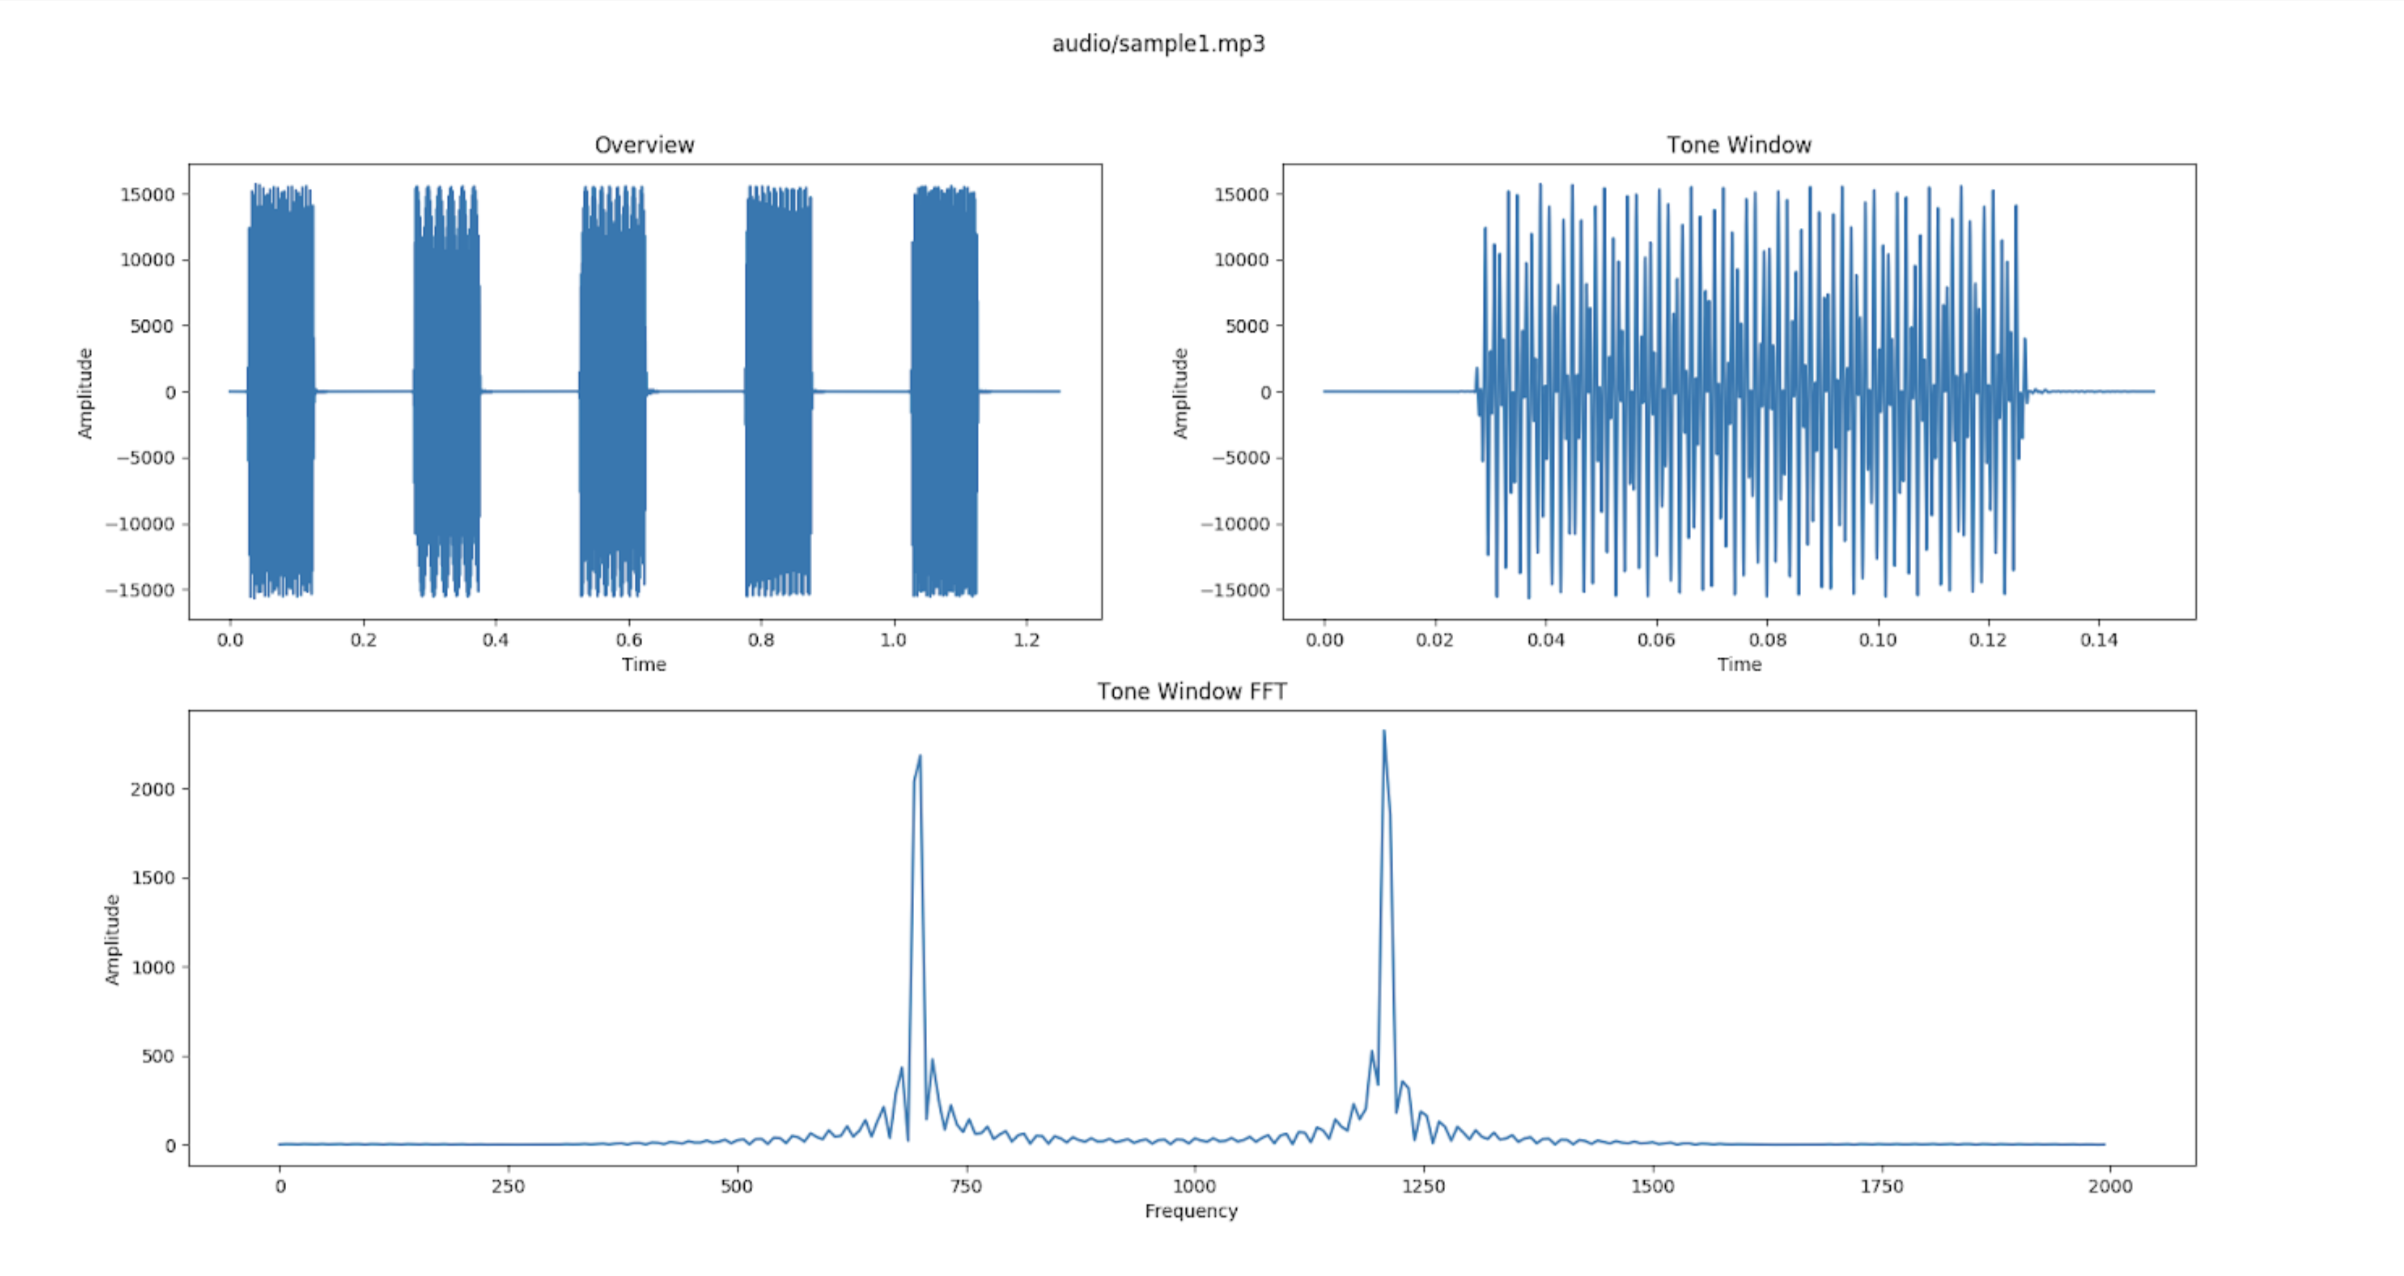 audio/sample1.mp3
Overview
15000
10000
5000
0
−5000
−10000
−15000
Amplitude
0.0 0.2 0.4 0.6 0.8 1.0 1.2
Time
Tone Window
15000
10000
5000
0
−5000
−10000
−15000
Amplitude
0.00 0.02 0.04 0.06 0.08 0.10 0.12 0.14
Time
Tone Window FFT
2000
1500
1000
500
0
Amplitude
0 250 500 750 1000 1250 1500 1750 2000
Frequency